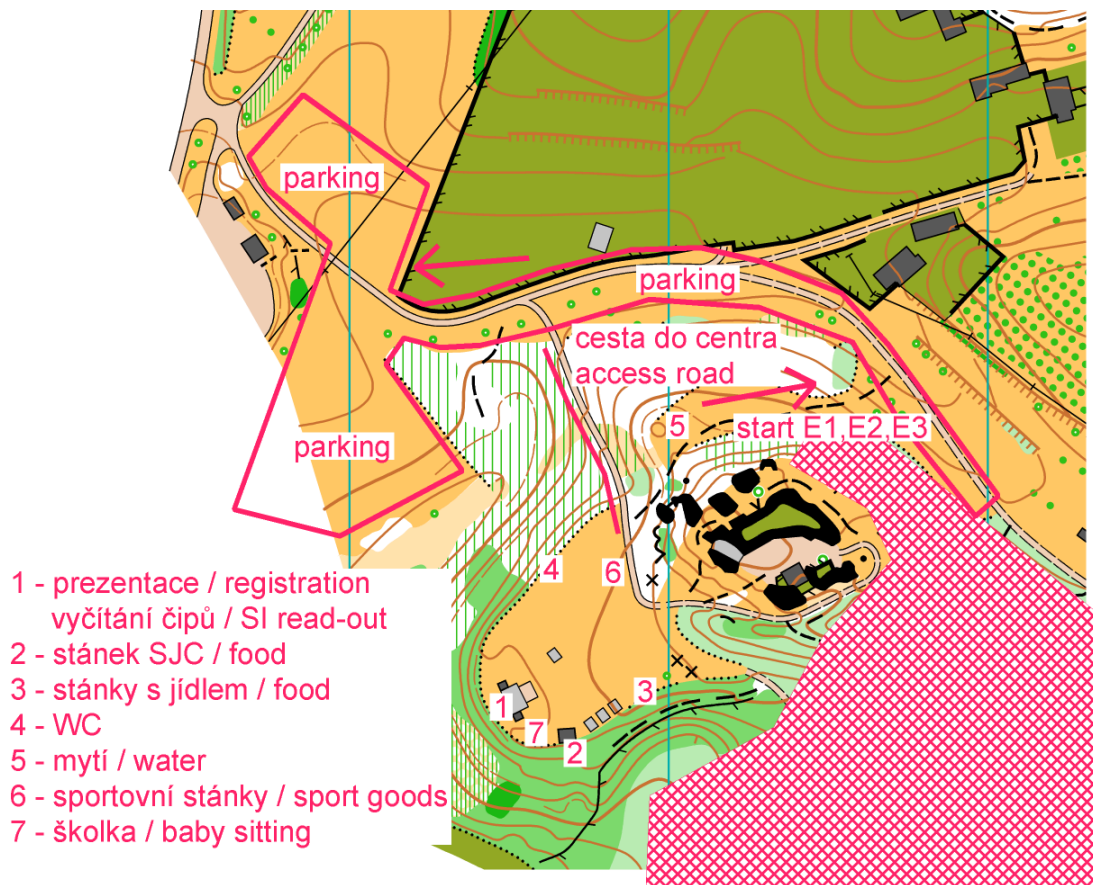 parking
parking
cesta do centra
access road
5
start E1,E2,E3
parking
4
6
1 - prezentace / registration
vyčítání čipů / SI read-out
2 - stánek SJC / food
3 - stánky s jídlem / food
4 - WC
5 - mytí / water
6 - sportovní stánky / sport goods
7 - školka / baby sitting
3
1
7
2